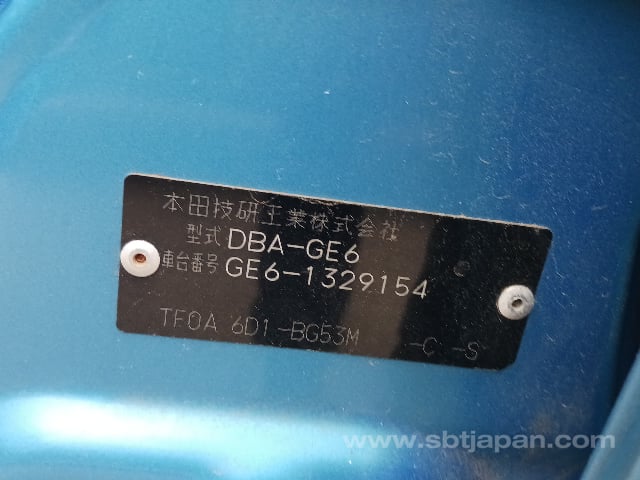 本田技研工業株式会社
型式 DBA-GE6
車台番号 GE6-1329154
TF0A 6D1-BG53M -C -S
www.sbtjapan.com